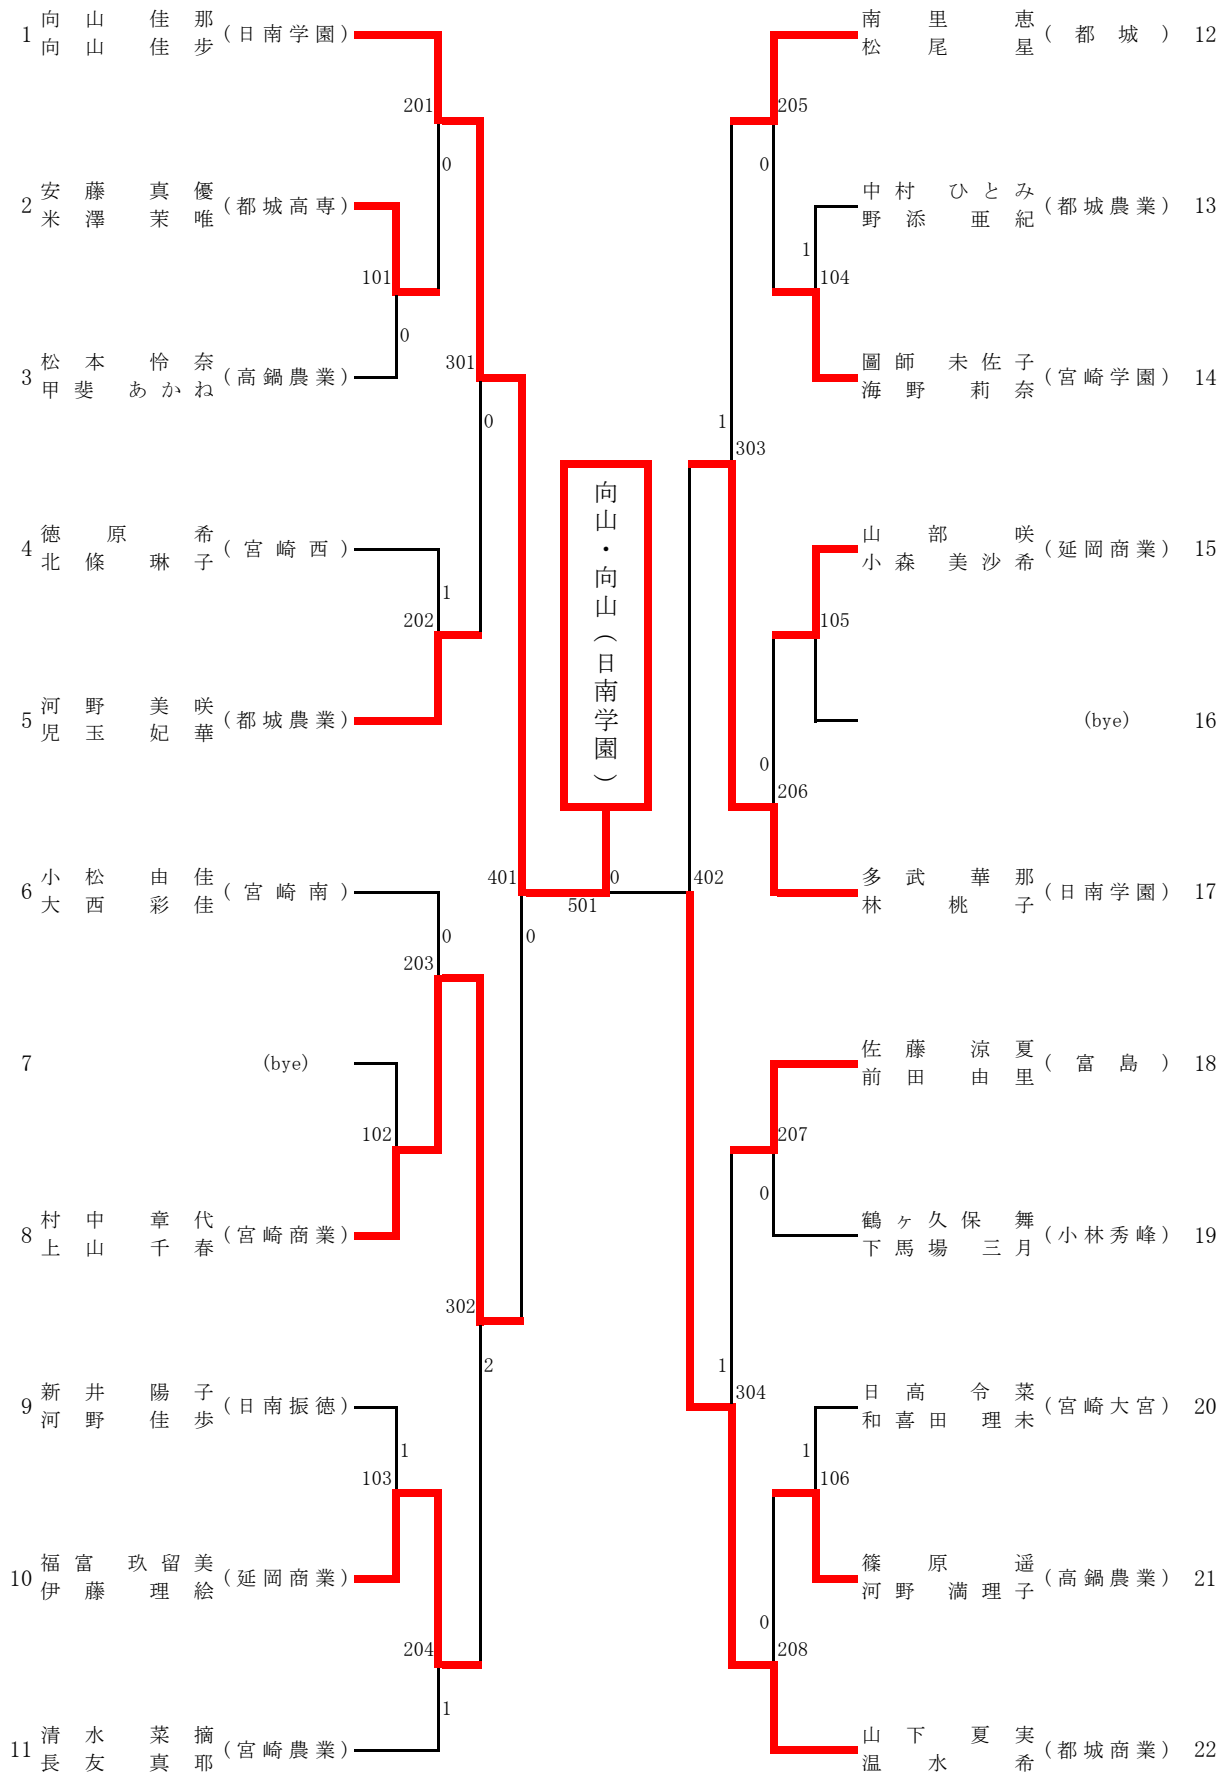 1 向山 佳那 (日南学園)
向山 佳歩
201
0
2 安藤 真優 (都城高専)
米澤 茉唯
101
0
3 松本 怜奈 (高鍋農業)
甲斐 あかね
301
0
4 徳原 希 (宮崎西)
北條 琳子
1
202
5 河野 美咲 (都城農業)
児玉 妃華
6 小松 由佳 (宮崎南)
大西 彩佳
401
0
0
203
7 (bye)
102
8 村中 章代 (宮崎商業)
上山 千春
302
2
9 新井 陽子 (日南振徳)
河野 佳歩
1
103
10 福富 玖留美 (延岡商業)
伊藤 理絵
204
1
11 清水 菜摘 (宮崎農業)
長友 真耶
向山・向山(日南学園)
0
501
南里 恵 (都城) 12
松尾 星
205
0
中村 ひとみ (都城農業) 13
野添 亜紀
1
104
圖師 未佐子 (宮崎学園) 14
海野 莉奈
1
303
山部 咲 (延岡商業) 15
小森 美沙希
105
(bye) 16
0
206
402
多武 華那 (日南学園) 17
林 桃子
佐藤 涼夏 (富島) 18
前田 由里
207
0
鶴ヶ久保 舞 (小林秀峰) 19
下馬場 三月
1
304
日高 令菜 (宮崎大宮) 20
和喜田 理未
1
106
篠原 遥 (高鍋農業) 21
河野 満理子
0
208
山下 夏実 (都城商業) 22
温水 希